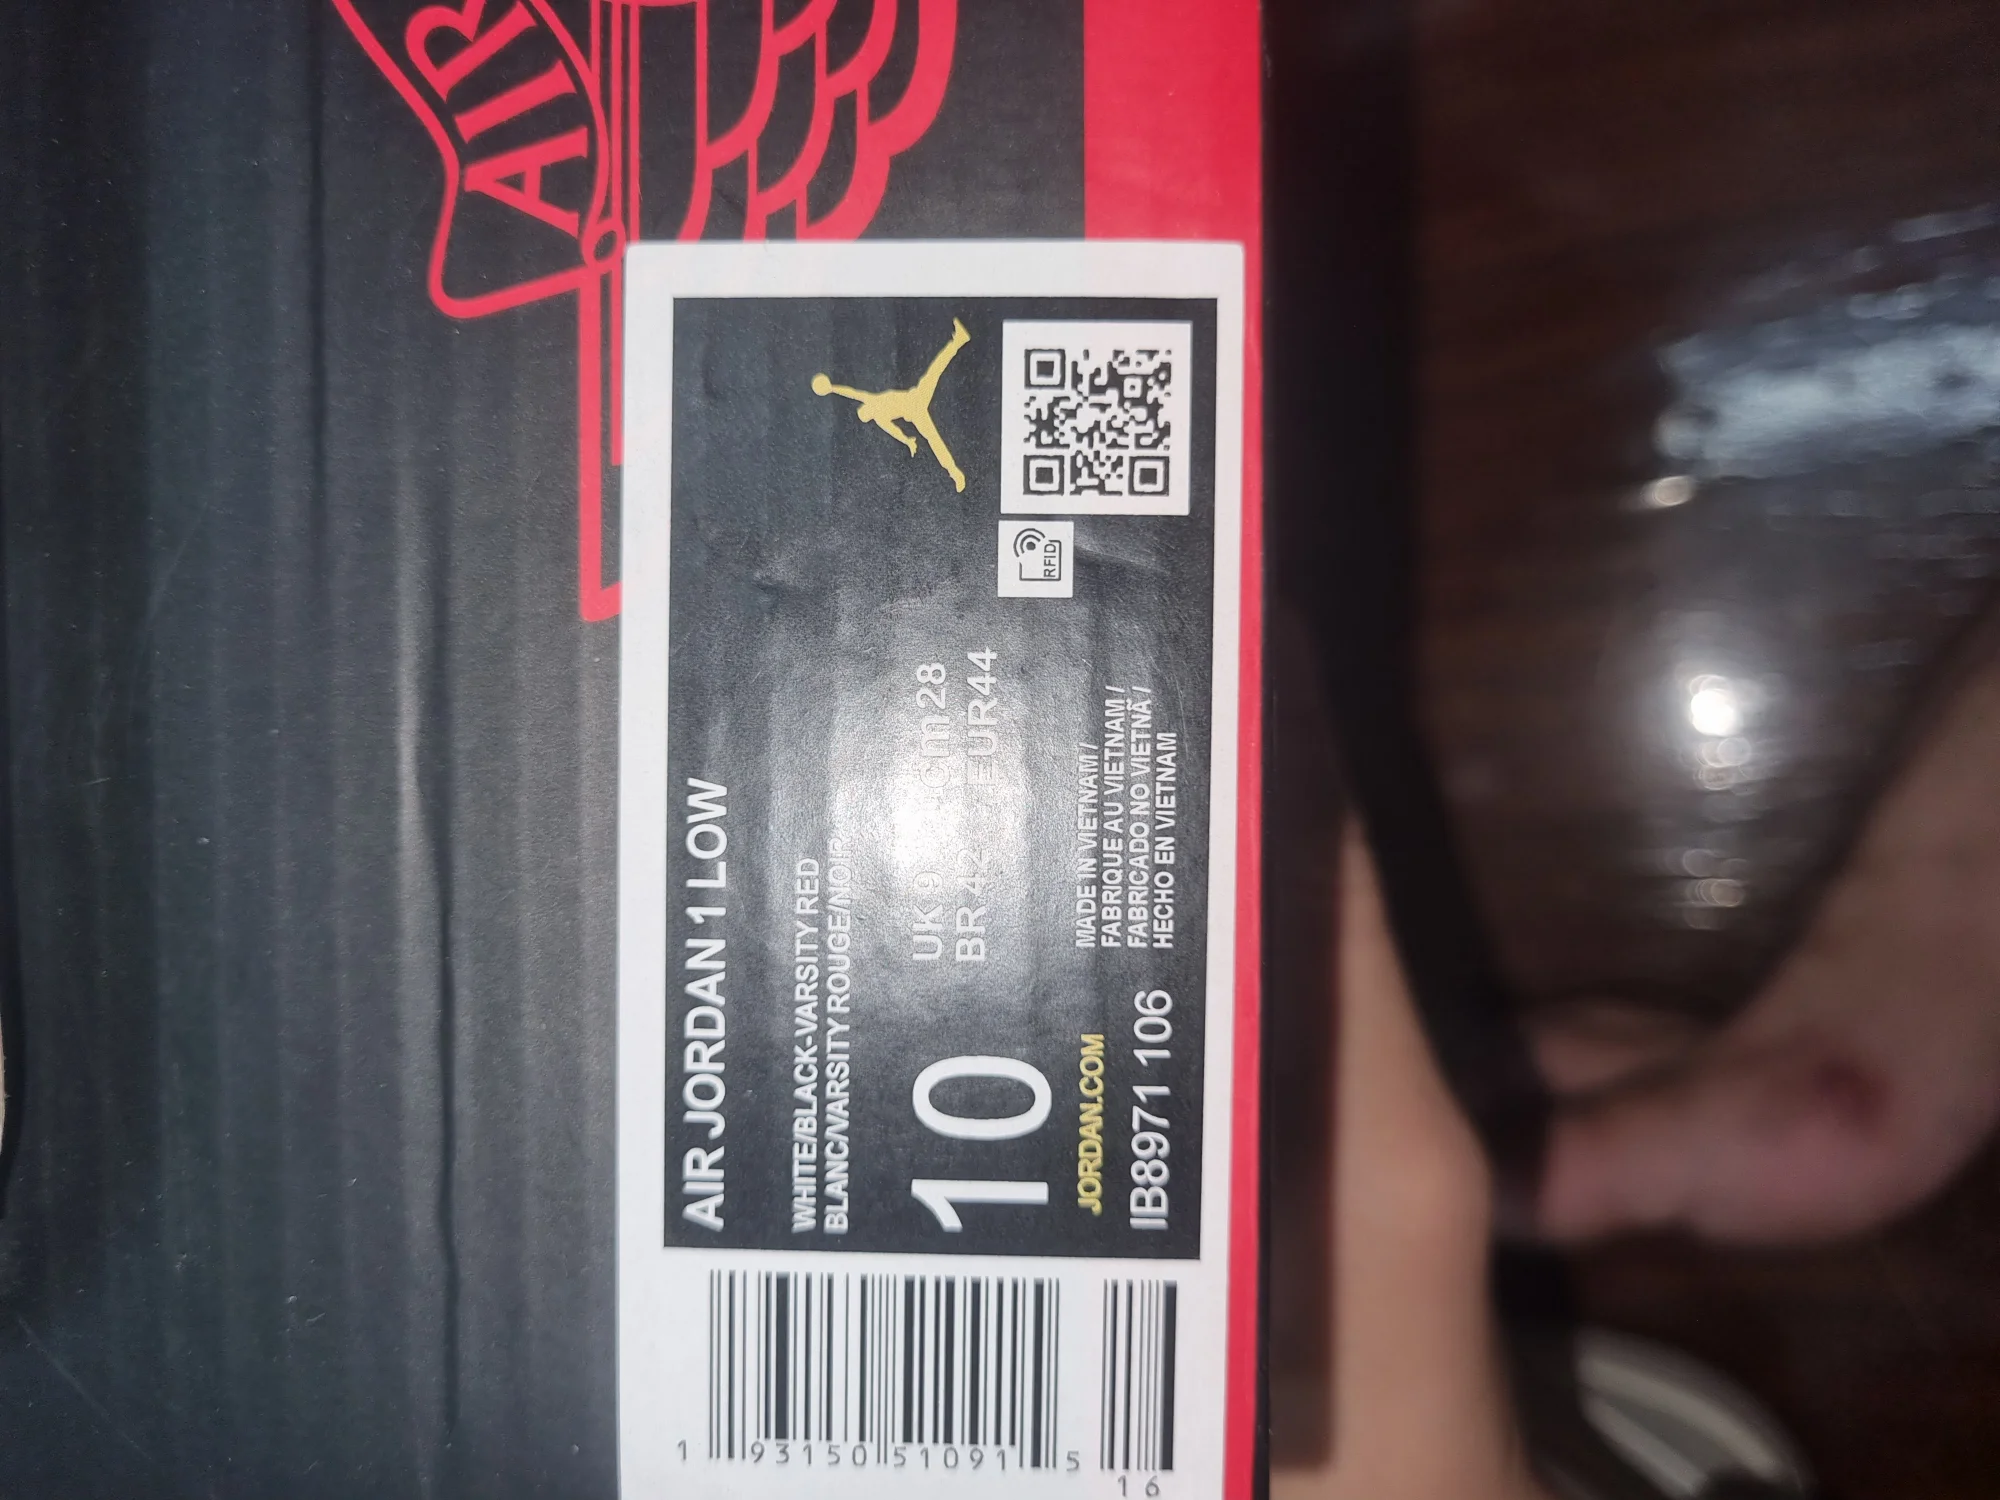 AIR
AIR JORDAN 1 LOW
WHITE/BLACK-VARSITY RED
BLANC/VARSITY ROUGE/NOIR
10
UK 9 cm 28
BR 42 EUR 44
RFID
JORDAN.COM
IB8971 106
MADE IN VIETNAM /
FABRIQUE AU VIETNAM /
FABRICADO NO VIETNÃ /
HECHO EN VIETNAM
1 93150 51091 5
16